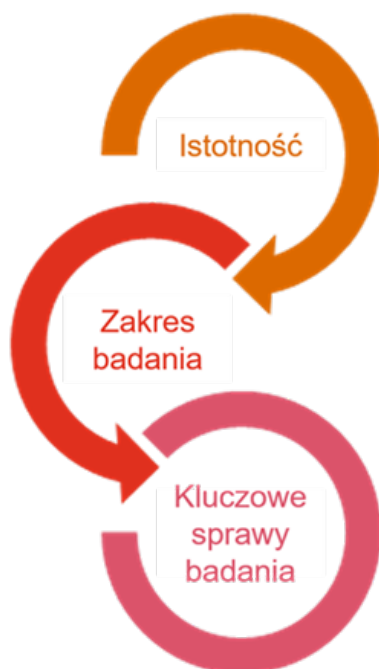 Istotność
Zakres
badania
Kluczowe
sprawy
badania